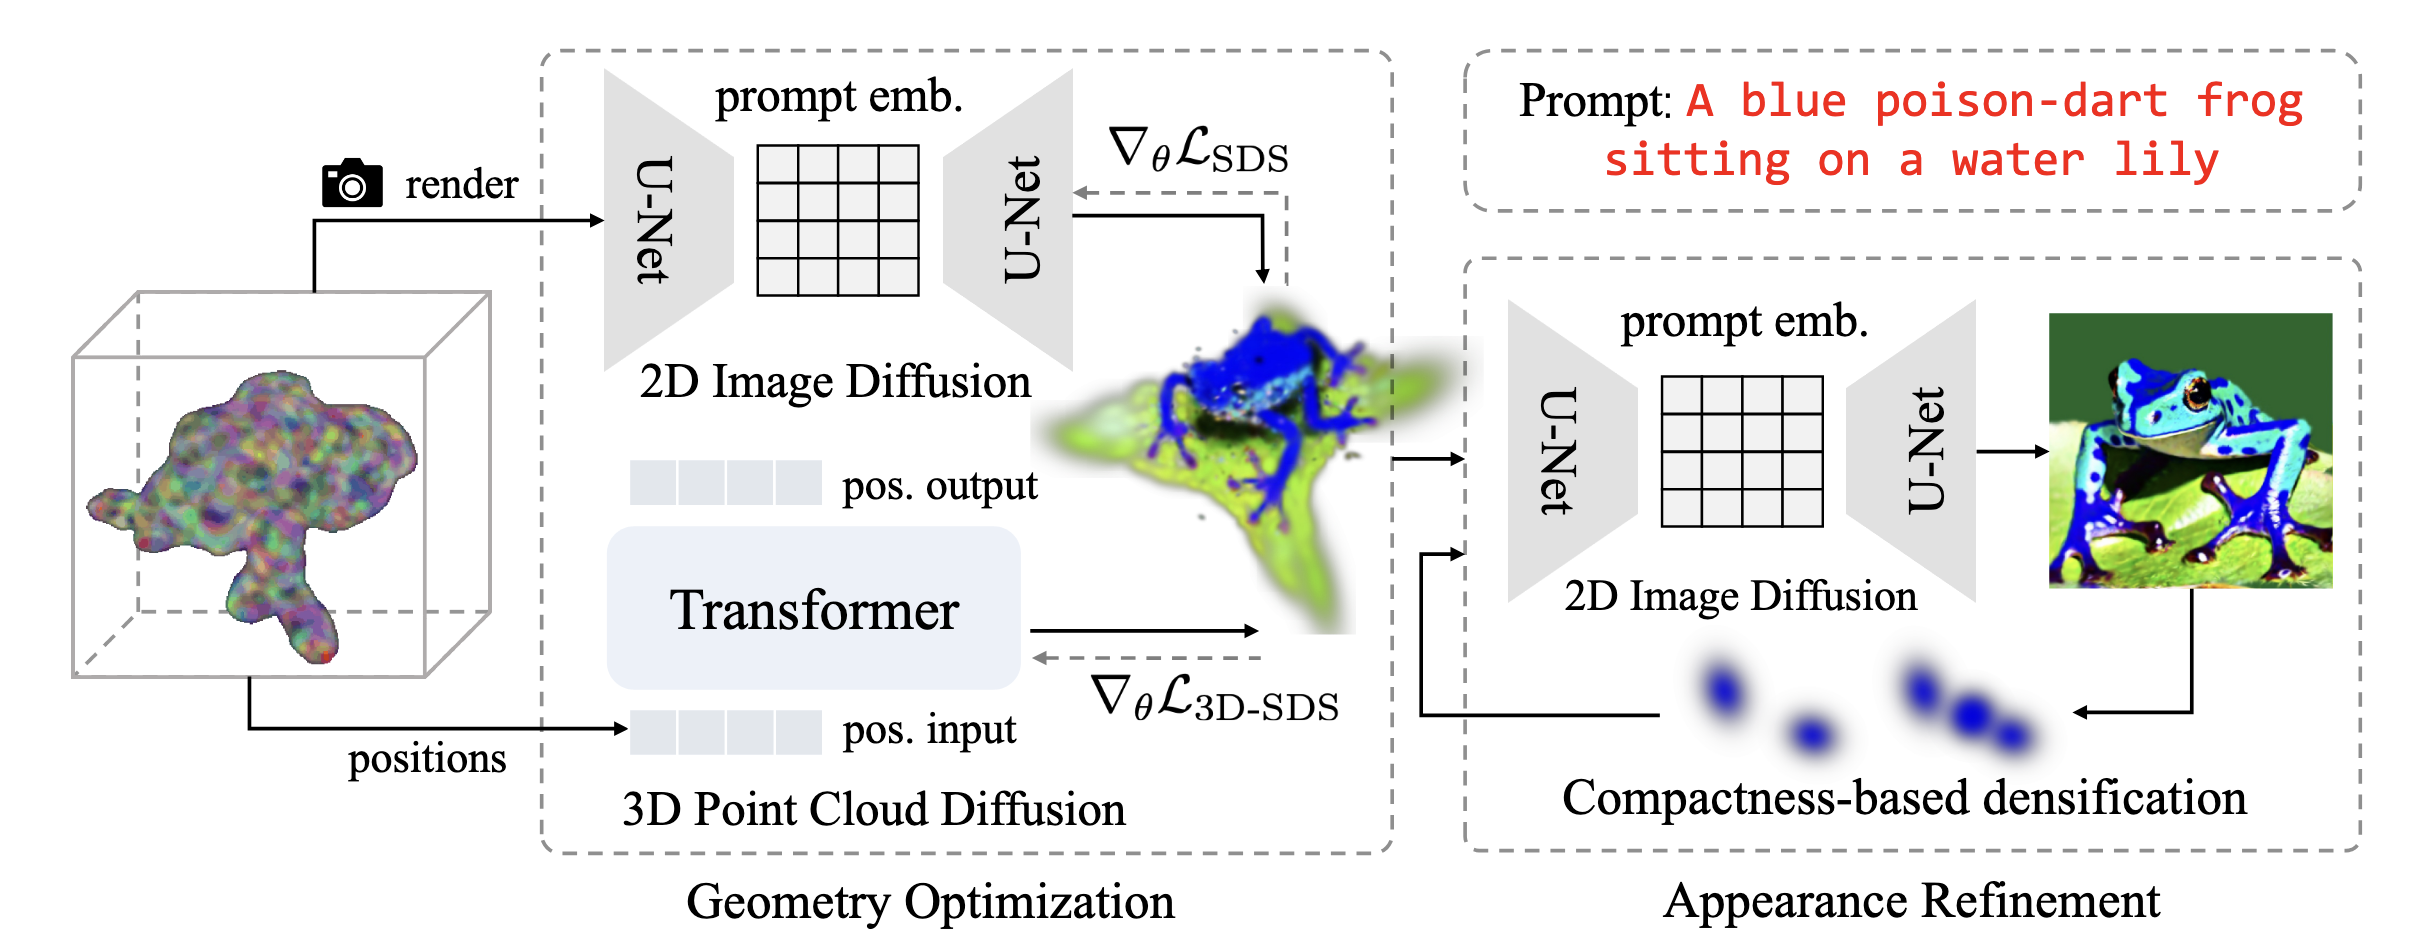 render
positions
prompt emb.
U-Net
U-Net
2D Image Diffusion
∇θℒSDS
pos. output
Transformer
pos. input
∇θℒ3D-SDS
3D Point Cloud Diffusion
Geometry Optimization
Prompt: A blue poison-dart frog
sitting on a water lily
prompt emb.
U-Net
U-Net
2D Image Diffusion
Compactness-based densification
Appearance Refinement